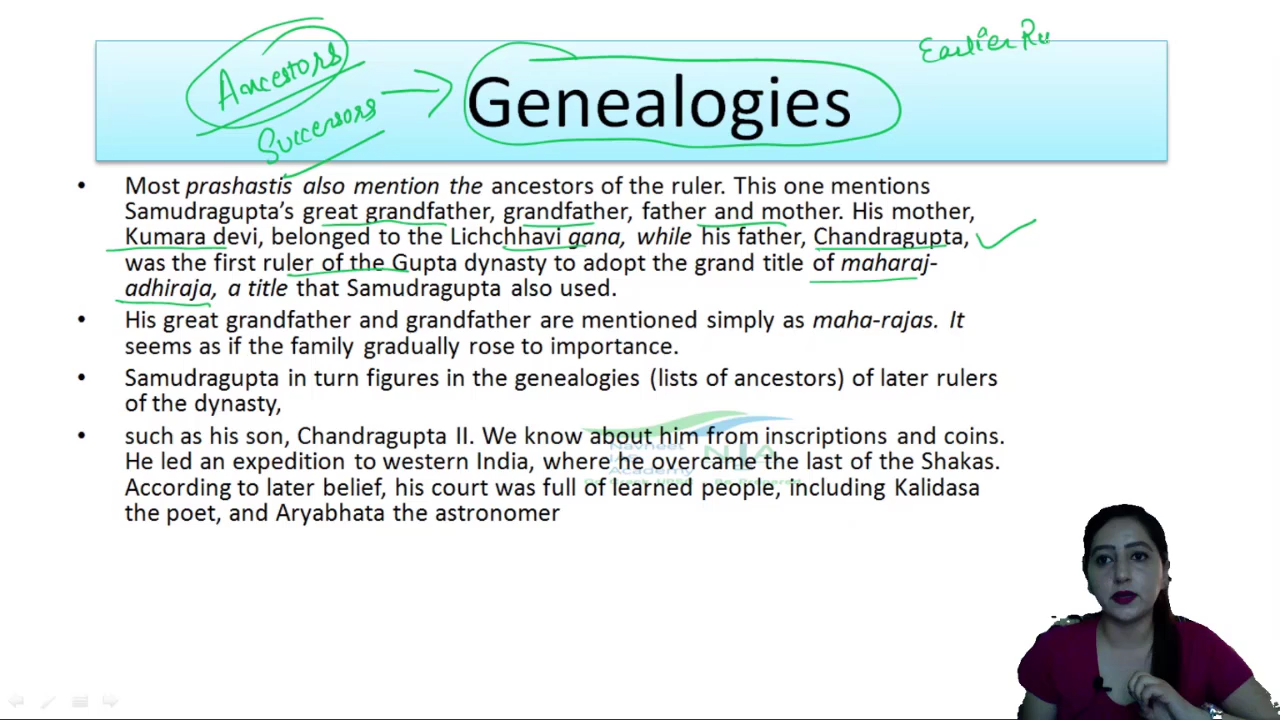 Earlier Ru
Ancestors
Successors
Genealogies
• Most prashastis also mention the ancestors of the ruler. This one mentions
Samudragupta's great grandfather, grandfather, father and mother. His mother,
Kumara devi, belonged to the Lichchhavi gana, while his father, Chandragupta,
was the first ruler of the Gupta dynasty to adopt the grand title of maharaj-
adhiraja, a title that Samudragupta also used.
• His great grandfather and grandfather are mentioned simply as maha-rajas. It
seems as if the family gradually rose to importance.
• Samudragupta in turn figures in the genealogies (lists of ancestors) of later rulers
of the dynasty,
• such as his son, Chandragupta II. We know about him from inscriptions and coins.
He led an expedition to western India, where he overcame the last of the Shakas.
According to later belief, his court was full of learned people, including Kalidasa
the poet, and Aryabhata the astronomer
Navneet
Academy